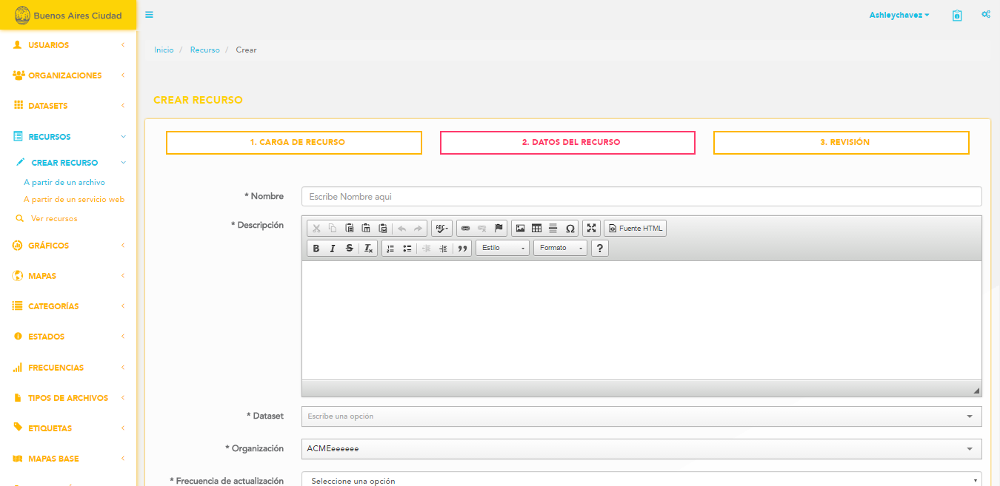 Buenos Aires Ciudad
Ashleychavez
USUARIOS
ORGANIZACIONES
DATASETS
RECURSOS
CREAR RECURSO
A partir de un archivo
A partir de un servicio web
Ver recursos
GRÁFICOS
MAPAS
CATEGORÍAS
ESTADOS
FRECUENCIAS
TIPOS DE ARCHIVOS
ETIQUETAS
MAPAS BASE
Inicio / Recurso / Crear
CREAR RECURSO
1. CARGA DE RECURSO
2. DATOS DEL RECURSO
3. REVISIÓN
* Nombre
Escribe Nombre aqui
* Descripción
ABC
Ω
Fuente HTML
B I S Ix
Estilo
Formato
?
* Dataset
Escribe una opción
* Organización
ACMEeeeeee
* Frecuencia de actualización
Seleccione una opción